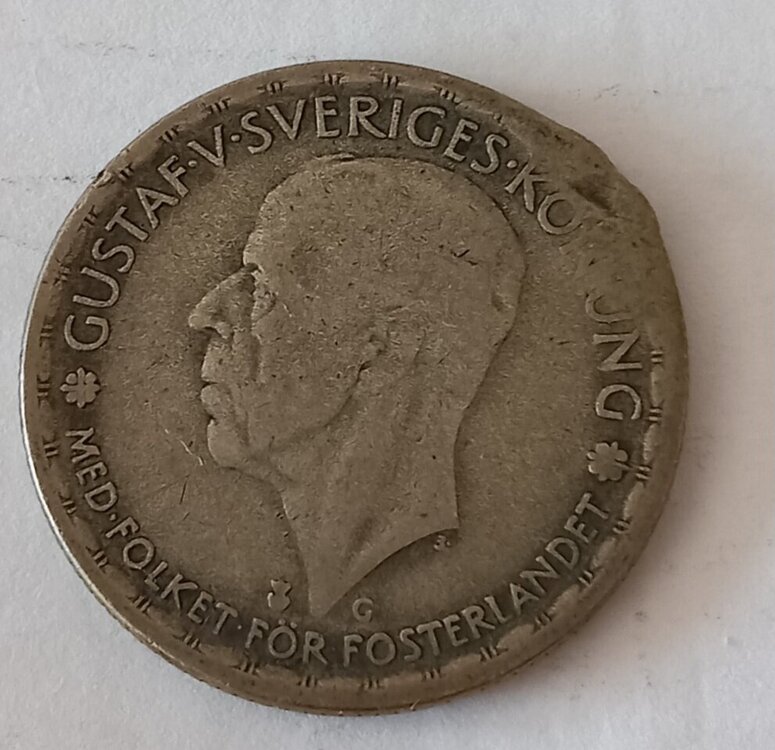 GUSTAF·V·SVERIGES·
MED·FOLKET·FÖR FOSTERLANDET
G